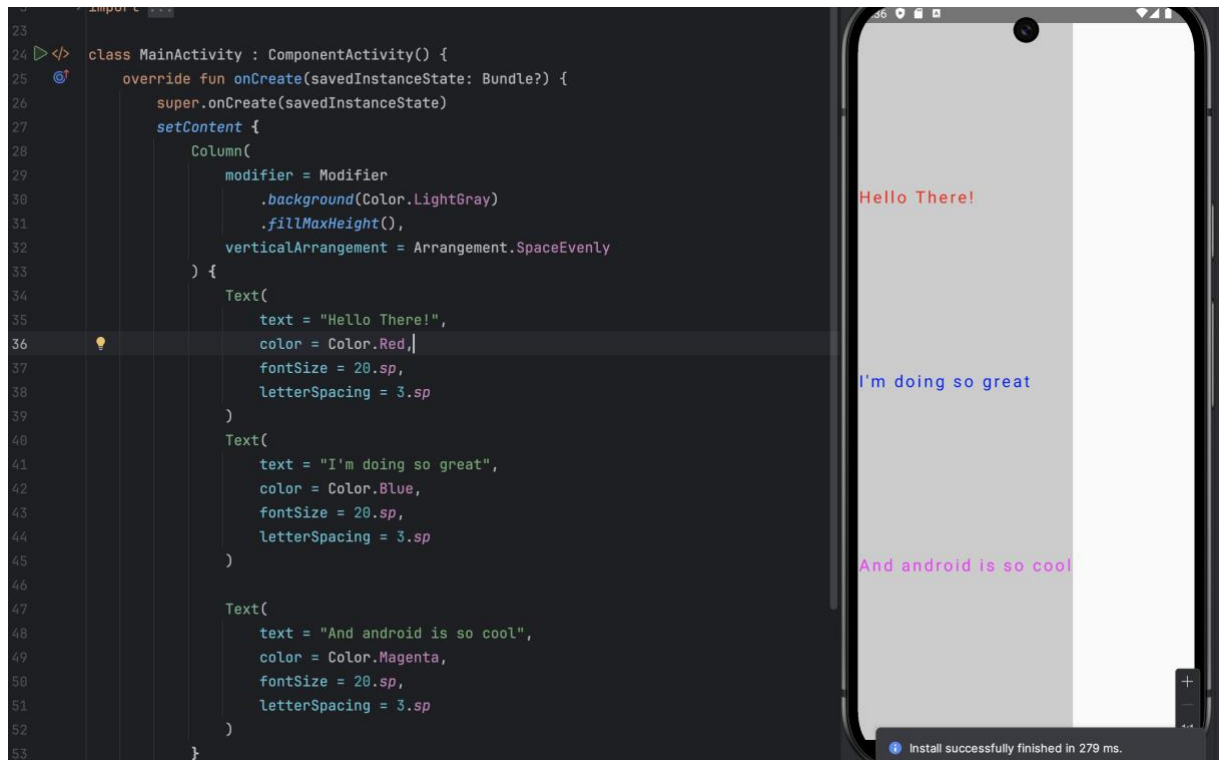 import ...
23
24 class MainActivity : ComponentActivity() {
25 override fun onCreate(savedInstanceState: Bundle?) {
26 super.onCreate(savedInstanceState)
27 setContent {
28 Column(
29 modifier = Modifier
30 .background(Color.LightGray)
31 .fillMaxHeight(),
32 verticalArrangement = Arrangement.SpaceEvenly
33 ) {
34 Text(
35 text = "Hello There!",
36 color = Color.Red,
37 fontSize = 20.sp,
38 letterSpacing = 3.sp
39 )
40 Text(
41 text = "I'm doing so great",
42 color = Color.Blue,
43 fontSize = 20.sp,
44 letterSpacing = 3.sp
45 )
46
47 Text(
48 text = "And android is so cool",
49 color = Color.Magenta,
50 fontSize = 20.sp,
51 letterSpacing = 3.sp
52 )
53 }
Hello There!
I'm doing so great
And android is so cool
Install successfully finished in 279 ms.